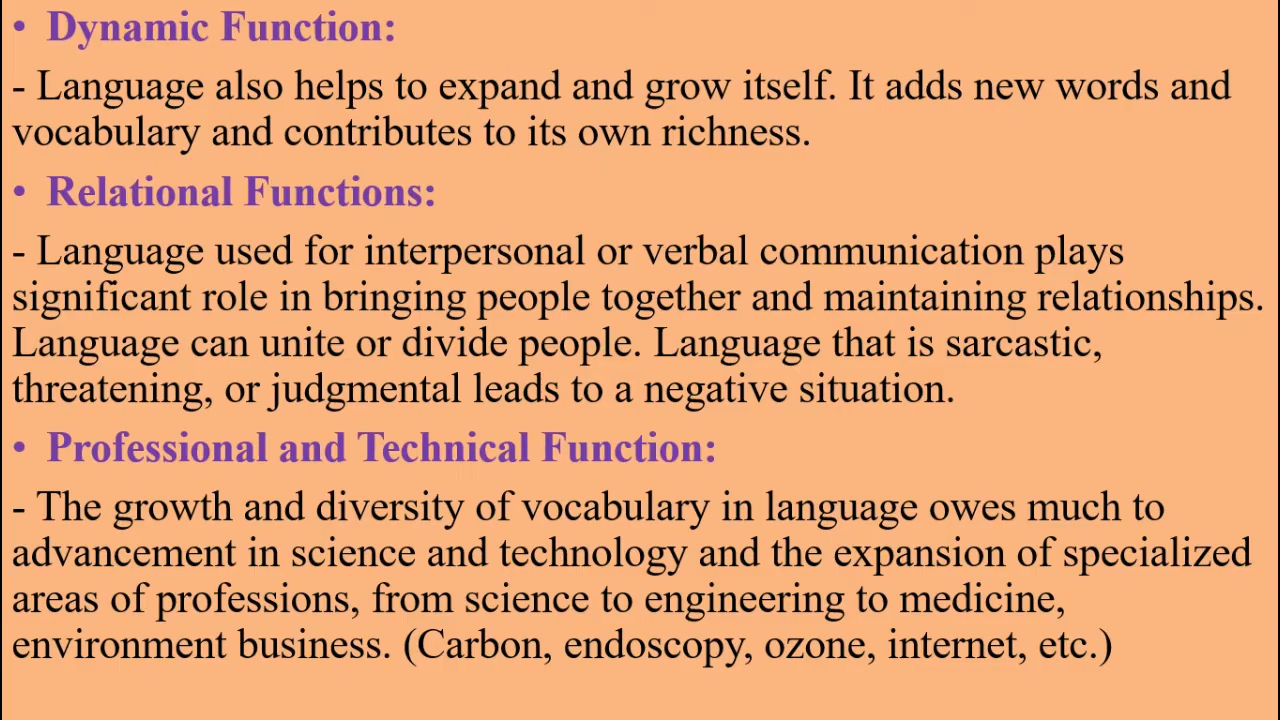 • Dynamic Function:
- Language also helps to expand and grow itself. It adds new words and
vocabulary and contributes to its own richness.
• Relational Functions:
- Language used for interpersonal or verbal communication plays
significant role in bringing people together and maintaining relationships.
Language can unite or divide people. Language that is sarcastic,
threatening, or judgmental leads to a negative situation.
• Professional and Technical Function:
- The growth and diversity of vocabulary in language owes much to
advancement in science and technology and the expansion of specialized
areas of professions, from science to engineering to medicine,
environment business. (Carbon, endoscopy, ozone, internet, etc.)